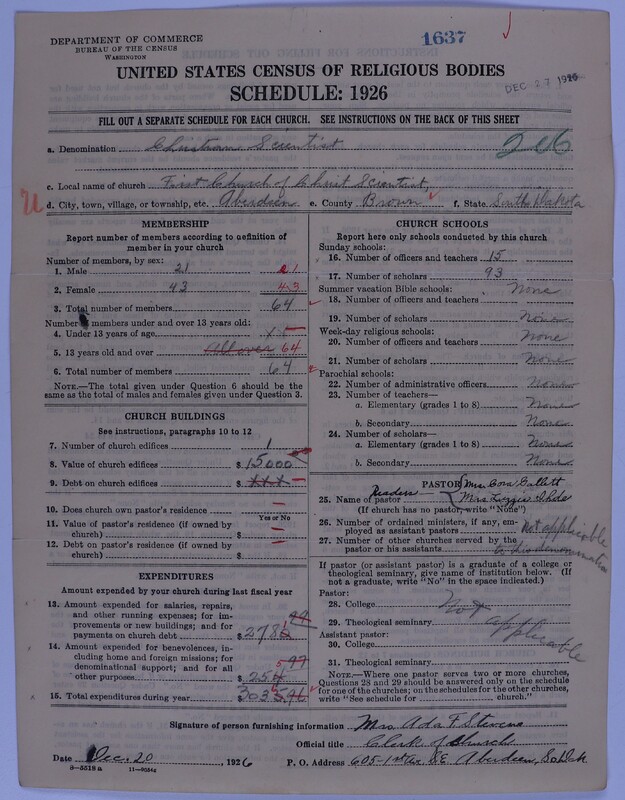 DEPARTMENT OF COMMERCE
BUREAU OF THE CENSUS
WASHINGTON
1637
DEC 27 1926
UNITED STATES CENSUS OF RELIGIOUS BODIES
SCHEDULE: 1926
FILL OUT A SEPARATE SCHEDULE FOR EACH CHURCH. SEE INSTRUCTIONS ON THE BACK OF THIS SHEET
a. Denomination Christian Scientist
206
c. Local name of church First Church of Christ Scientist,
d. City, town, village, or township, etc. Aberdeen e. County Brown f. State South Dakota
MEMBERSHIP
Report number of members according to definition of
member in your church
Number of members, by sex:
1. Male 21 21
2. Female 43 43
3. Total number of members 64
Number of members under and over 13 years old:
4. Under 13 years of age
5. 13 years old and over All over 64
6. Total number of members 64
NOTE.—The total given under Question 6 should be the
same as the total of males and females given under Question 3.
CHURCH BUILDINGS
See instructions, paragraphs 10 to 12
7. Number of church edifices 1
8. Value of church edifices $ 15000
9. Debt on church edifices $ x x x
10. Does church own pastor's residence –
Yes or No
11. Value of pastor's residence (if owned by
church) $ –
12. Debt on pastor's residence (if owned by
church) $ –
EXPENDITURES
Amount expended by your church during last fiscal year
13. Amount expended for salaries, repairs,
and other running expenses; for im-
provements or new buildings; and for
payments on church debt $
14. Amount expended for benevolences, in-
cluding home and foreign missions; for
denominational support; and for all
other purposes $
15. Total expenditures during year $
CHURCH SCHOOLS
Report here only schools conducted by this church
Sunday schools:
16. Number of officers and teachers 15
17. Number of scholars 93
Summer vacation Bible schools:
18. Number of officers and teachers None
19. Number of scholars None
Week-day religious schools:
20. Number of officers and teachers None
21. Number of scholars None
Parochial schools:
22. Number of administrative officers None
23. Number of teachers—
a. Elementary (grades 1 to 8) None
b. Secondary None
24. Number of scholars—
a. Elementary (grades 1 to 8) None
b. Secondary None
PASTOR
Readers— Mrs. Cora
25. Name of pastor Mrs. Lizzie
(If church has no pastor, write "None")
26. Number of ordained ministers, if any, em-
ployed as assistant pastors Not applicable
27. Number of other churches served by the
pastor or his assistants to this denomination
If pastor (or assistant pastor) is a graduate of a college or
theological seminary, give name of institution below. (If
not a graduate, write "No" in the space indicated.)
Pastor:
28. College Not
29. Theological seminary applicable
Assistant pastor:
30. College
31. Theological seminary
NOTE.—Where one pastor serves two or more churches,
Questions 28 and 29 should be answered only on the schedule
for one of the churches; on the schedules for the other churches,
write "See schedule for ________ church."
Signature of person furnishing information Mrs. Ada F. Stevens
Official title Clerk of Church
Date Dec. 20, 1926 P. O. Address 605-1st Ave. S.E. Aberdeen, So. Dak
8—5518 a